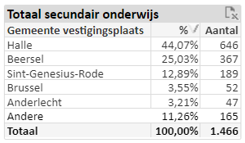 Totaal secundair onderwijs
Gemeente vestigingsplaats % Aantal
Halle 44,07% 646
Beersel 25,03% 367
Sint-Genesius-Rode 12,89% 189
Brussel 3,55% 52
Anderlecht 3,21% 47
Andere 11,26% 165
Totaal 100,00% 1.466